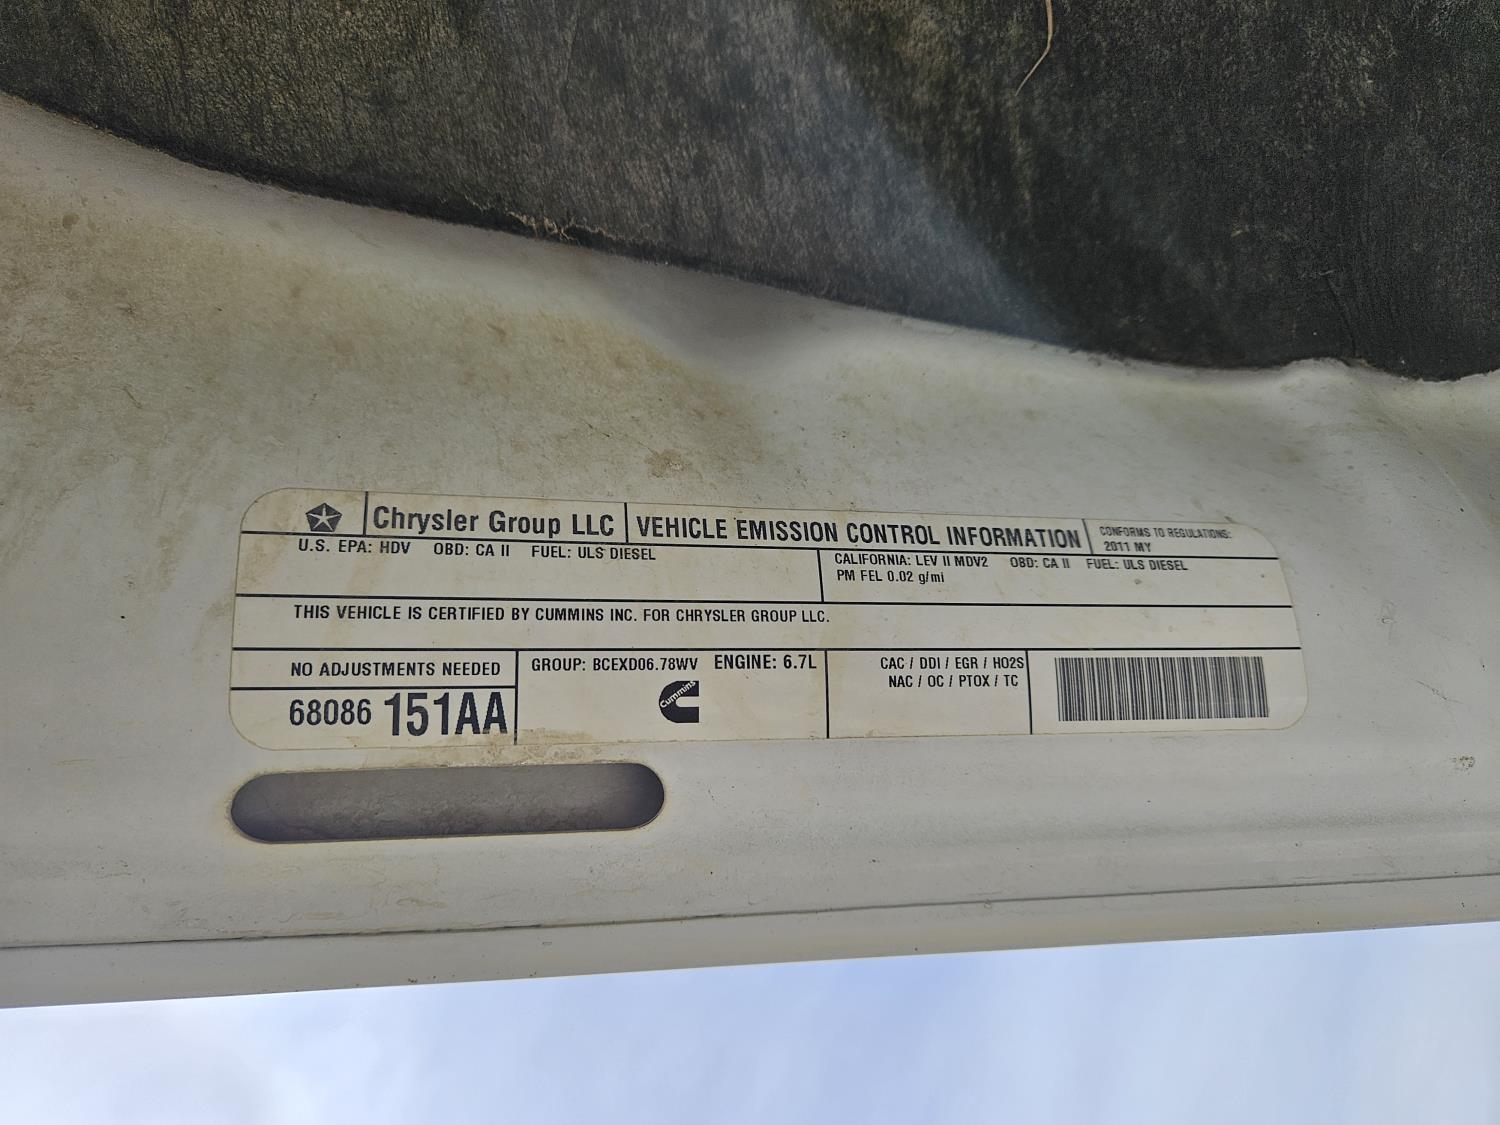 Chrysler Group LLC
VEHICLE EMISSION CONTROL INFORMATION
CONFORMS TO REGULATIONS:
2011 MY
U.S. EPA: HDV OBD: CA II FUEL: ULS DIESEL
CALIFORNIA: LEV II MDV2 OBD: CA II FUEL: ULS DIESEL
PM FEL 0.02 g/mi
THIS VEHICLE IS CERTIFIED BY CUMMINS INC. FOR CHRYSLER GROUP LLC.
NO ADJUSTMENTS NEEDED
68086 151AA
GROUP: BCEXD06.78WV ENGINE: 6.7L
Cummins
CAC / DDI / EGR / HO2S
NAC / OC / PTOX / TC